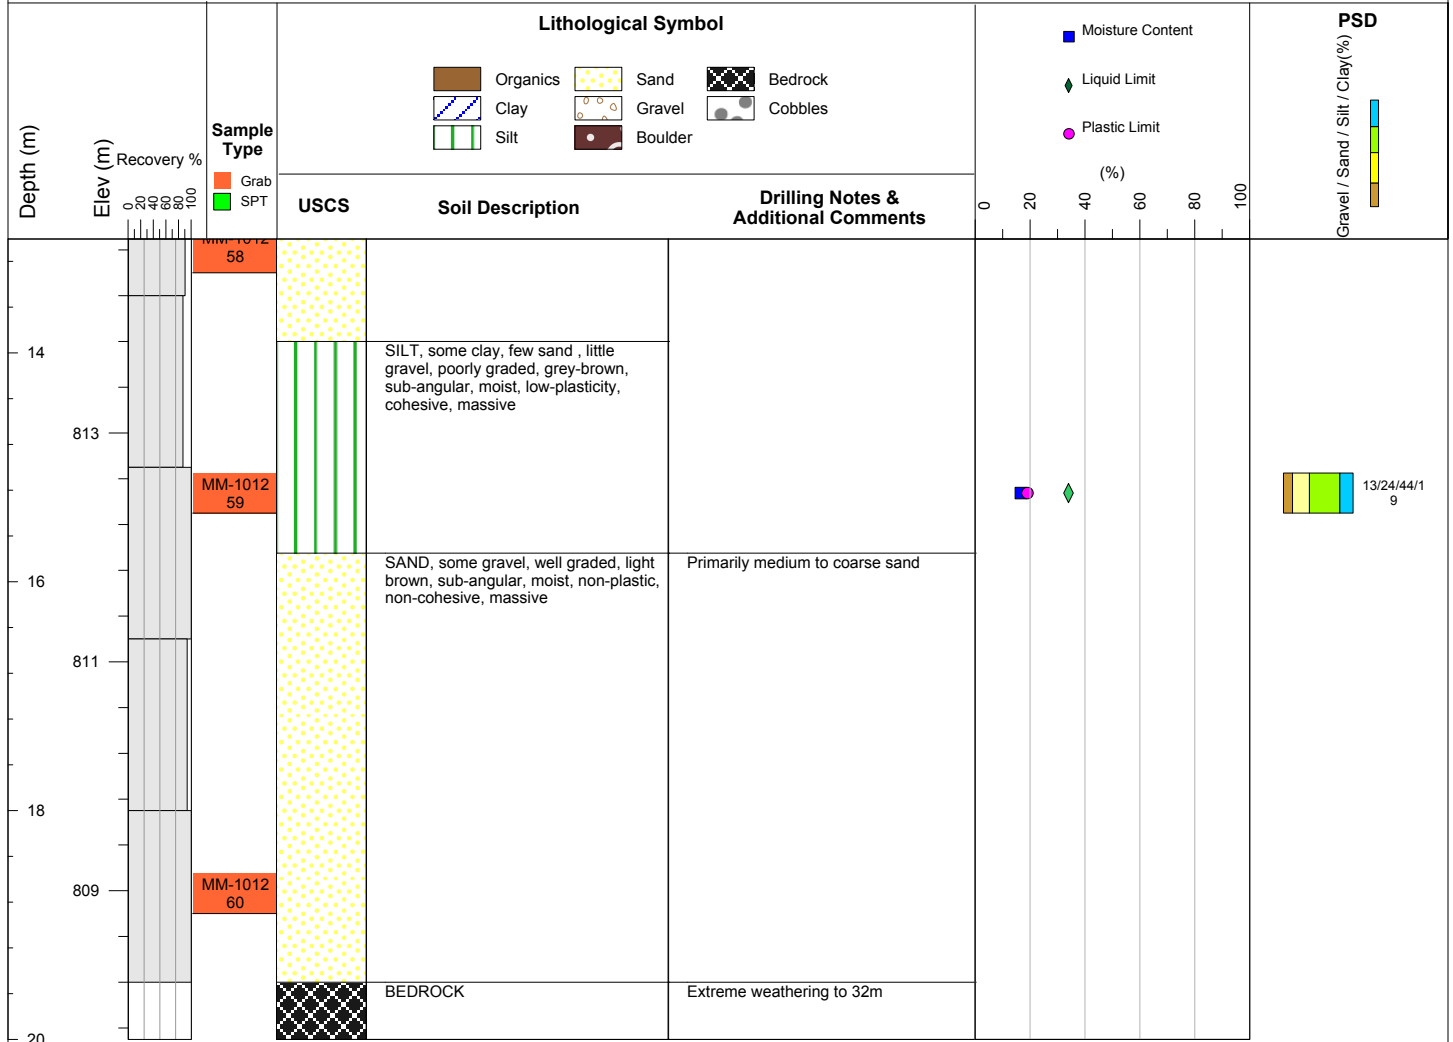 Lithological Symbol
Organics
Sand
Bedrock
Clay
Gravel
Cobbles
Silt
Boulder
Moisture Content
Liquid Limit
Plastic Limit
(%)
0 20 40 60 80 100
PSD
Gravel / Sand / Silt / Clay(%)
Depth (m)
Elev (m)
Recovery %
0 20 40 60 80 100
Sample
Type
Grab
SPT
USCS
Soil Description
Drilling Notes &
Additional Comments
MM-1012
58
14
SILT, some clay, few sand , little
gravel, poorly graded, grey-brown,
sub-angular, moist, low-plasticity,
cohesive, massive
813
MM-1012
59
13/24/44/1
9
16
SAND, some gravel, well graded, light
brown, sub-angular, moist, non-plastic,
non-cohesive, massive
Primarily medium to coarse sand
811
18
809
MM-1012
60
BEDROCK
Extreme weathering to 32m
20